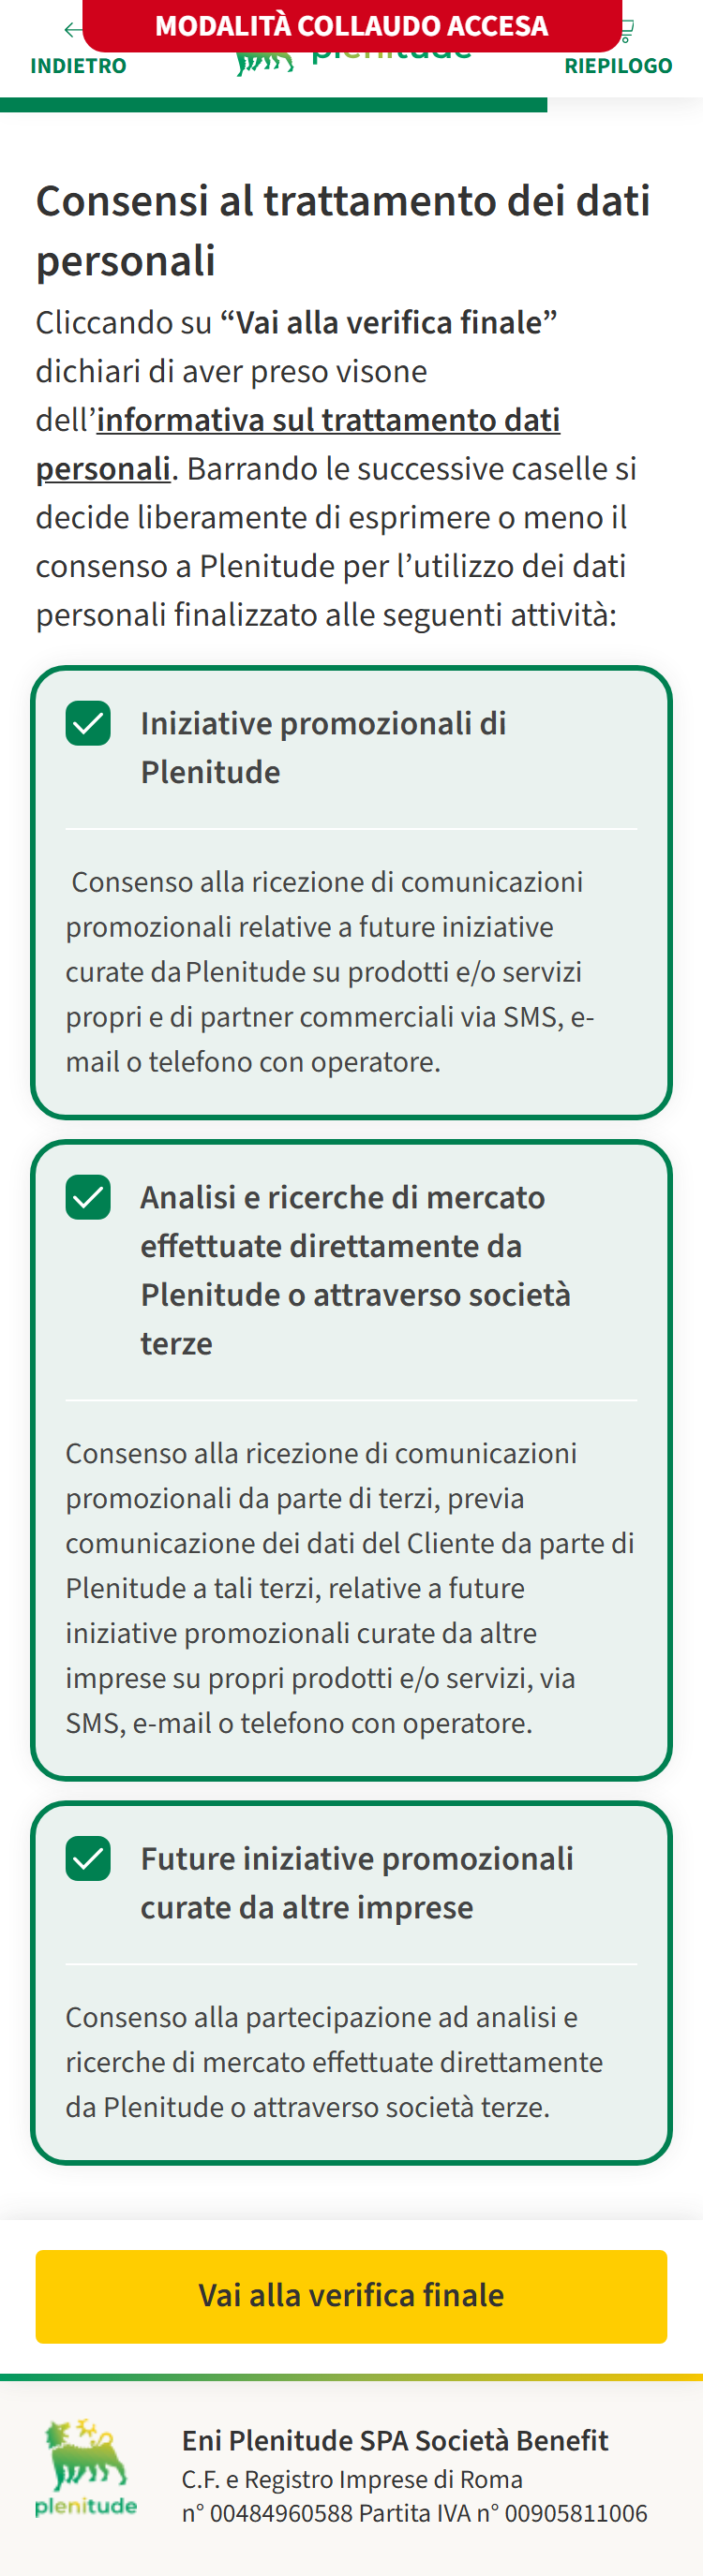 MODALITÀ COLLAUDO ACCESA
INDIETRO
plenitude
RIEPILOGO
Consensi al trattamento dei dati
personali
Cliccando su “Vai alla verifica finale”
dichiari di aver preso visone
dell’informativa sul trattamento dati
personali. Barrando le successive caselle si
decide liberamente di esprimere o meno il
consenso a Plenitude per l’utilizzo dei dati
personali finalizzato alle seguenti attività:
Iniziative promozionali di
Plenitude
Consenso alla ricezione di comunicazioni
promozionali relative a future iniziative
curate da Plenitude su prodotti e/o servizi
propri e di partner commerciali via SMS, e-
mail o telefono con operatore.
Analisi e ricerche di mercato
effettuate direttamente da
Plenitude o attraverso società
terze
Consenso alla ricezione di comunicazioni
promozionali da parte di terzi, previa
comunicazione dei dati del Cliente da parte di
Plenitude a tali terzi, relative a future
iniziative promozionali curate da altre
imprese su propri prodotti e/o servizi, via
SMS, e-mail o telefono con operatore.
Future iniziative promozionali
curate da altre imprese
Consenso alla partecipazione ad analisi e
ricerche di mercato effettuate direttamente
da Plenitude o attraverso società terze.
Vai alla verifica finale
plenitude
Eni Plenitude SPA Società Benefit
C.F. e Registro Imprese di Roma
n° 00484960588 Partita IVA n° 00905811006